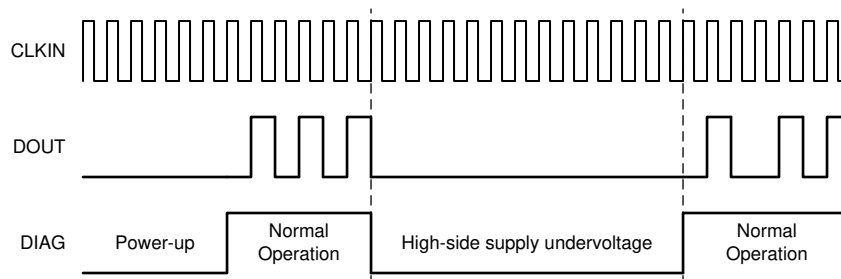 CLKIN
DOUT
DIAG
Power-up
Normal
Operation
High-side supply undervoltage
Normal
Operation